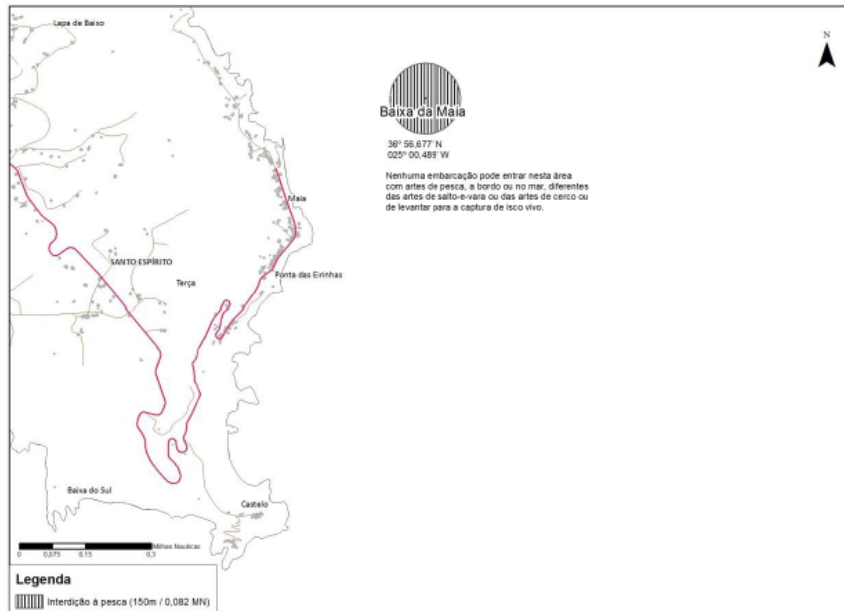 Lapa de Baixo
N
Baixa da Maia
36º 56,677' N
025º 00,489' W
Nenhuma embarcação pode entrar nesta área
com artes de pesca, a bordo ou no mar, diferentes
das artes de salto-e-vara ou das artes de cerco ou
de levantar para a captura de isco vivo.
Maia
SANTO ESPÍRITO
Ponta das Eirinhas
Terça
Baixa do Sul
Castelo
Milhas Nauticas
0 0,075 0,15 0,3
Legenda
Interdição à pesca (150m / 0,082 MN)